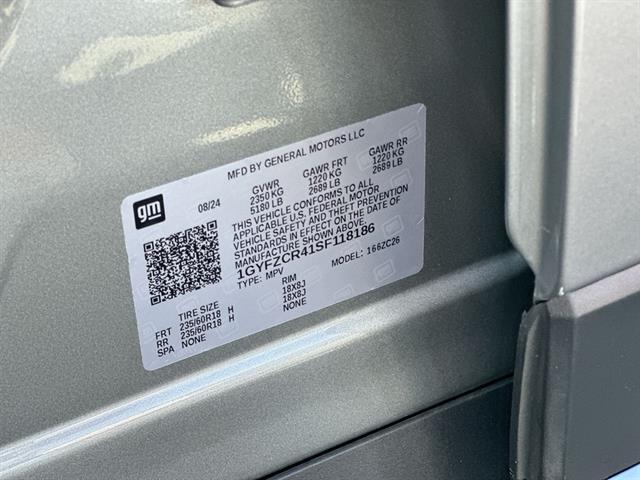 gm
MFD BY GENERAL MOTORS LLC
08/24 GVWR GAWR FRT GAWR RR
2350 KG 1220 KG 1220 KG
5180 LB 2689 LB 2689 LB
THIS VEHICLE CONFORMS TO ALL
APPLICABLE U.S. FEDERAL MOTOR
VEHICLE SAFETY AND THEFT PREVENTION
STANDARDS IN EFFECT ON THE DATE OF
MANUFACTURE SHOWN ABOVE.
1GYFZCR41SF118186
TYPE: MPV MODEL: 166ZC26
TIRE SIZE RIM
FRT 235/60R18 H 18X8J
RR 235/60R18 H 18X8J
SPA NONE NONE